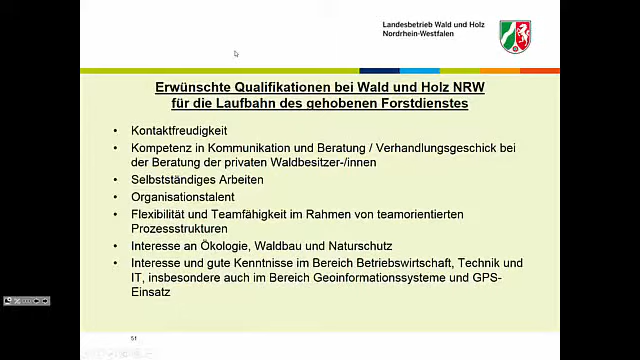 Landesbetrieb Wald und Holz
Nordrhein-Westfalen
Erwünschte Qualifikationen bei Wald und Holz NRW
für die Laufbahn des gehobenen Forstdienstes
• Kontaktfreudigkeit
• Kompetenz in Kommunikation und Beratung / Verhandlungsgeschick bei
der Beratung der privaten Waldbesitzer-/innen
• Selbstständiges Arbeiten
• Organisationstalent
• Flexibilität und Teamfähigkeit im Rahmen von teamorientierten
Prozessstrukturen
• Interesse an Ökologie, Waldbau und Naturschutz
• Interesse und gute Kenntnisse im Bereich Betriebswirtschaft, Technik und
IT, insbesondere auch im Bereich Geoinformationssysteme und GPS-
Einsatz
51